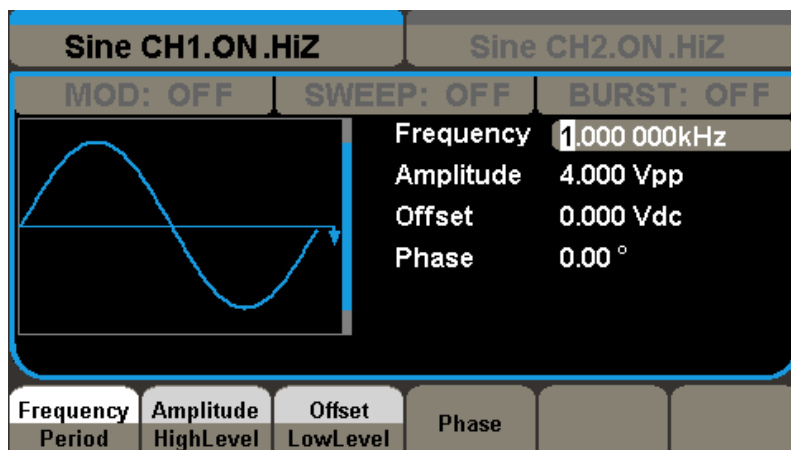 Sine CH1.ON.HiZ
Sine CH2.ON.HiZ
MOD: OFF
SWEEP: OFF
BURST: OFF
Frequency 1.000 000kHz
Amplitude 4.000 Vpp
Offset 0.000 Vdc
Phase 0.00 °
Frequency
Period
Amplitude
HighLevel
Offset
LowLevel
Phase